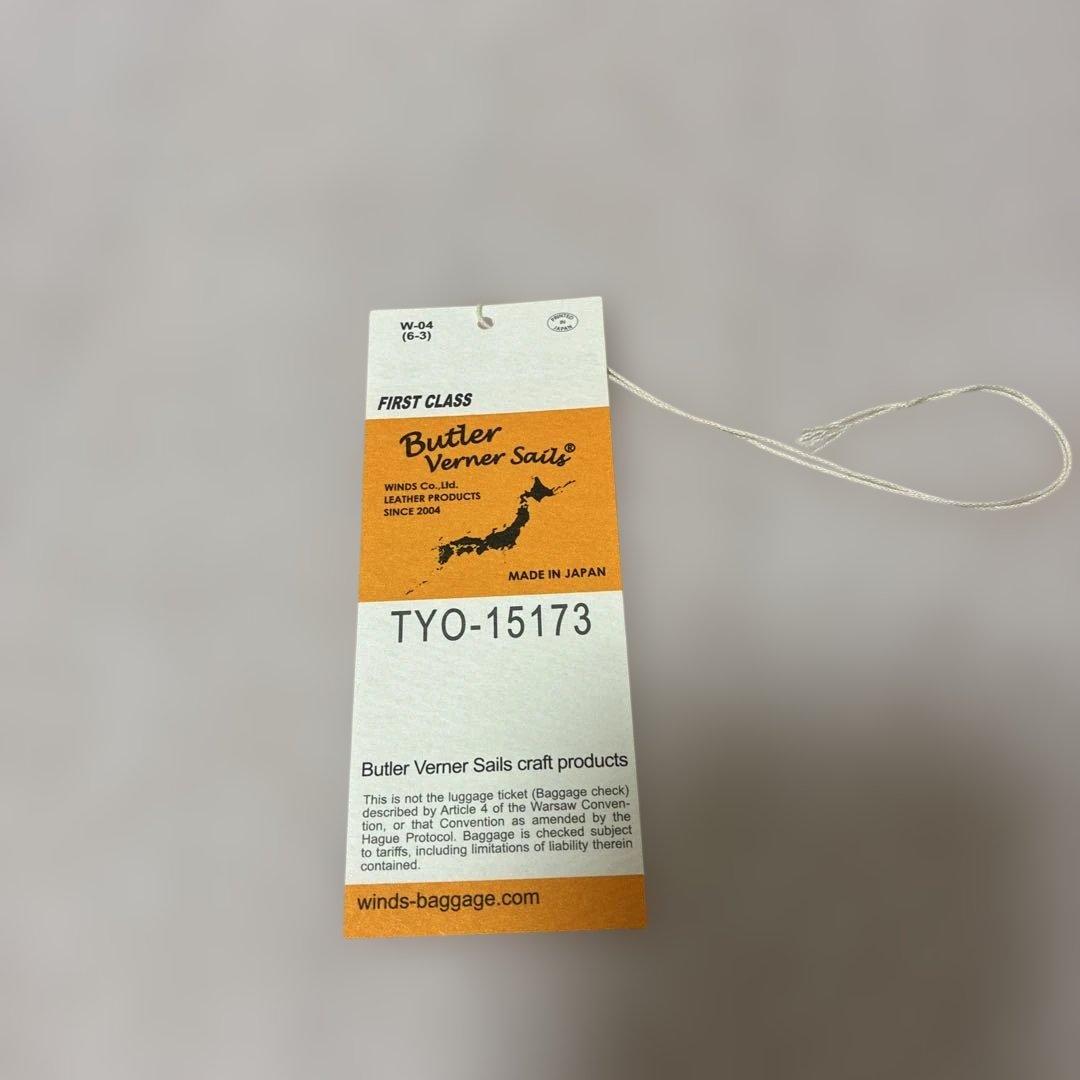 W-04
(6-3)
PRINTED
IN
JAPAN
FIRST CLASS
Butler
Verner Sails®
WINDS Co.,Ltd.
LEATHER PRODUCTS
SINCE 2004
MADE IN JAPAN
TYO-15173
Butler Verner Sails craft products
This is not the luggage ticket (Baggage check)
described by Article 4 of the Warsaw Conven-
tion, or that Convention as amended by the
Hague Protocol. Baggage is checked subject
to tariffs, including limitations of liability therein
contained.
winds-baggage.com